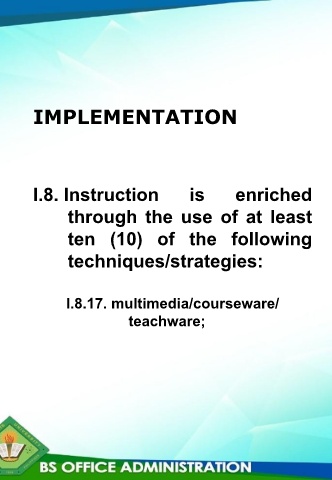 IMPLEMENTATION
I.8. Instruction is enriched
through the use of at least
ten (10) of the following
techniques/strategies:
I.8.17. multimedia/courseware/
teachware;
BS OFFICE ADMINISTRATION